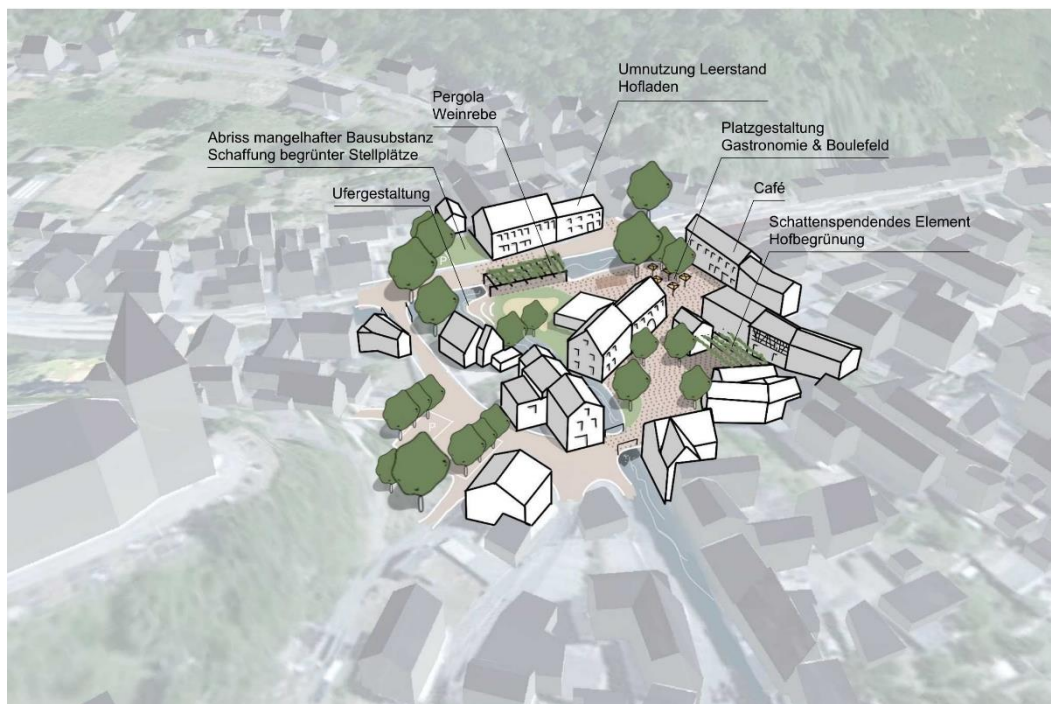 Umnutzung Leerstand
Hofladen
Pergola
Weinrebe
Platzgestaltung
Gastronomie & Boulefeld
Abriss mangelhafter Bausubstanz
Schaffung begrünter Stellplätze
Café
Ufergestaltung
Schattenspendendes Element
Hofbegrünung
P
P